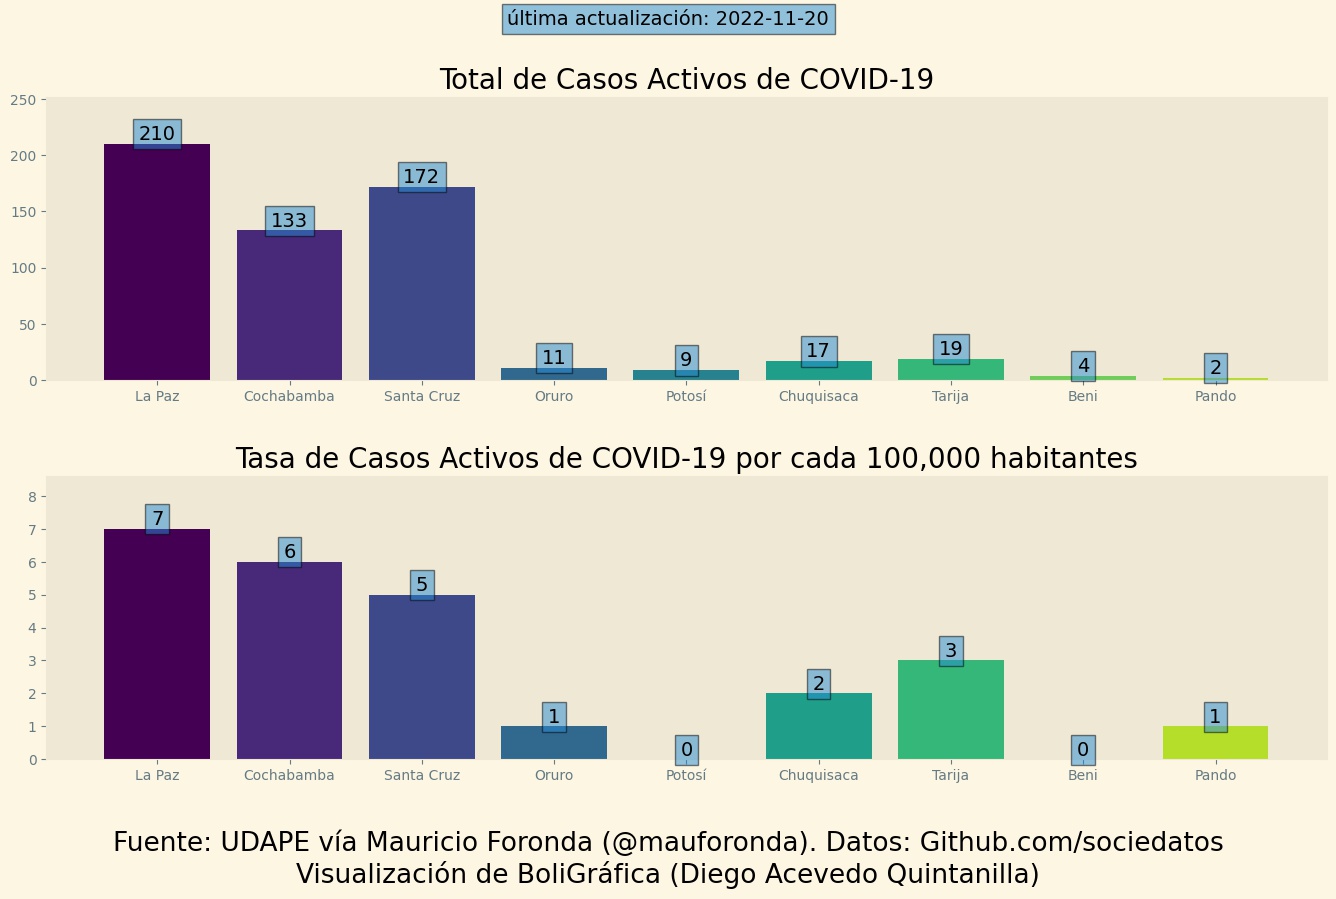 última actualización: 2022-11-20
Total de Casos Activos de COVID-19
250
200
150
100
50
0
210
133
172
11
9
17
19
4
2
La Paz
Cochabamba
Santa Cruz
Oruro
Potosí
Chuquisaca
Tarija
Beni
Pando
Tasa de Casos Activos de COVID-19 por cada 100,000 habitantes
8
7
6
5
4
3
2
1
0
7
6
5
1
0
2
3
0
1
La Paz
Cochabamba
Santa Cruz
Oruro
Potosí
Chuquisaca
Tarija
Beni
Pando
Fuente: UDAPE vía Mauricio Foronda (@mauforonda). Datos: Github.com/sociedatos
Visualización de BoliGráfica (Diego Acevedo Quintanilla)